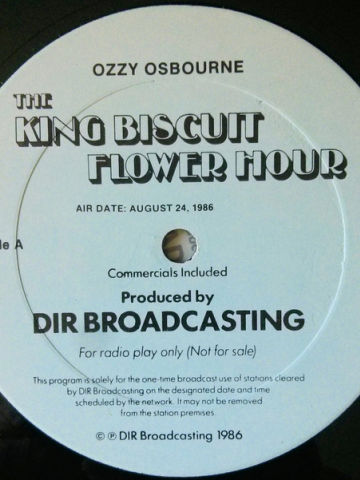 OZZY OSBOURNE
THE
KING BISCUIT
FLOWER HOUR
AIR DATE: AUGUST 24, 1986
A
Commercials Included
Produced by
DIR BROADCASTING
For radio play only (Not for sale)
This program is solely for the one-time broadcast use of stations cleared
by DIR Broadcasting on the designated date and time
scheduled by the network. It may not be removed
from the station premises.
© ℗ DIR Broadcasting 1986